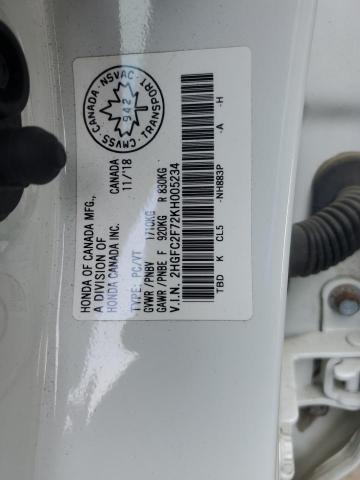 HONDA OF CANADA MFG.,
A DIVISION OF
HONDA CANADA INC.
CANADA
11/'18
TYPE: PC/VT
GVWR / PNBV 1710KG
GAWR / PNBE F 920KG R 830KG
V.I.N. 2HGFC2F72KH005234
TBD K CL5 -NH883P -A -H
CMVSS CANADA - NSVAC
942
TRANSPORT